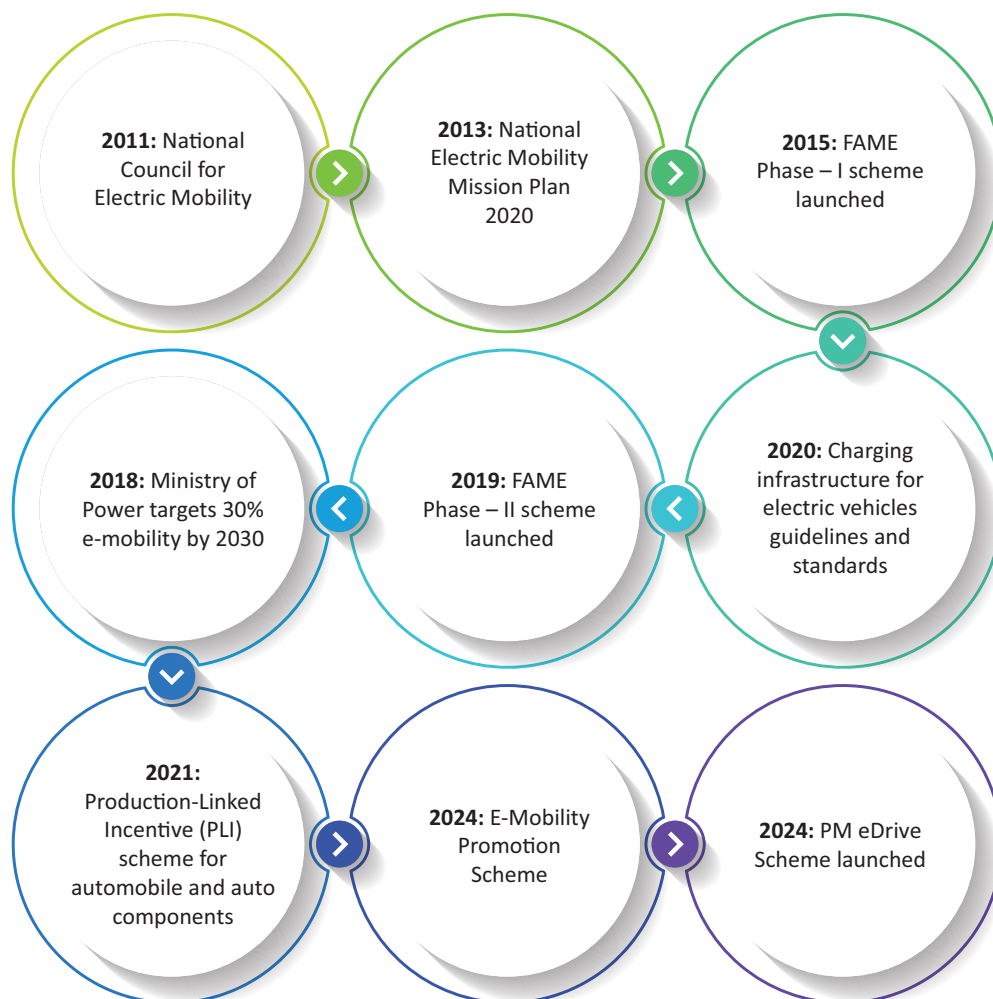 2011: National
Council for
Electric Mobility
2013: National
Electric Mobility
Mission Plan
2020
2015: FAME
Phase – I scheme
launched
2020: Charging
infrastructure for
electric vehicles
guidelines and
standards
2019: FAME
Phase – II scheme
launched
2018: Ministry of
Power targets 30%
e-mobility by 2030
2021:
Production-Linked
Incentive (PLI)
scheme for
automobile and auto
components
2024: E-Mobility
Promotion
Scheme
2024: PM eDrive
Scheme launched